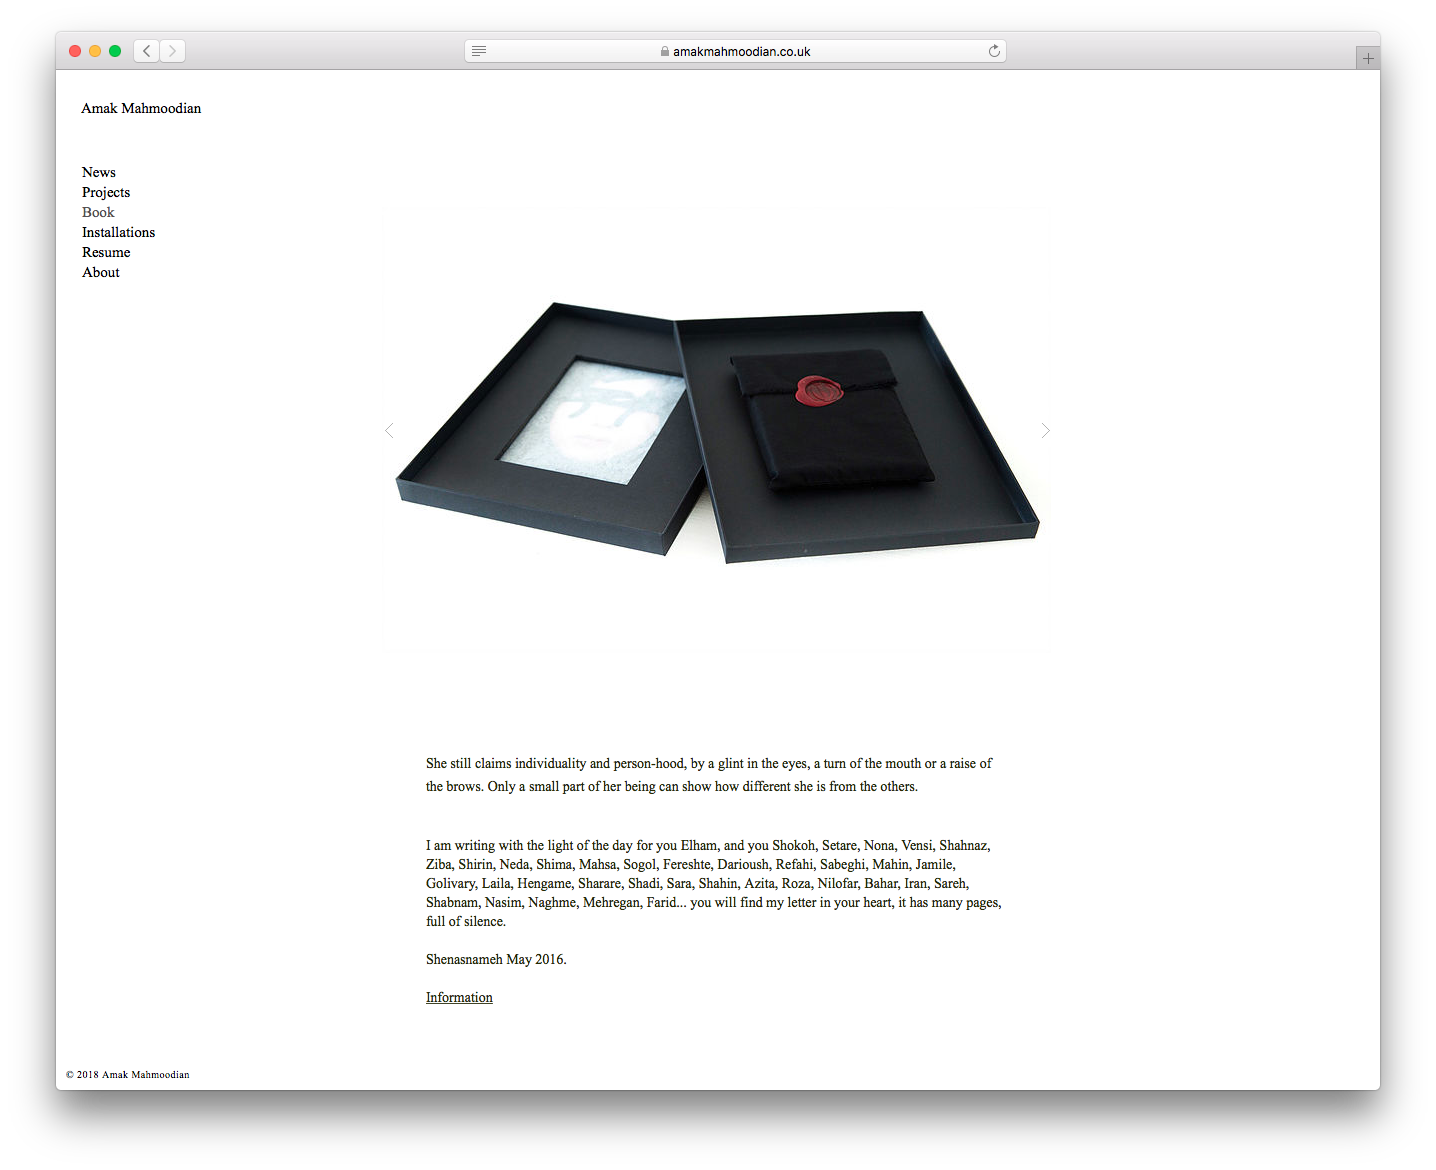 amakmahmoodian.co.uk
Amak Mahmoodian
News
Projects
Book
Installations
Resume
About
She still claims individuality and person-hood, by a glint in the eyes, a turn of the mouth or a raise of
the brows. Only a small part of her being can show how different she is from the others.
I am writing with the light of the day for you Elham, and you Shokoh, Setare, Nona, Vensi, Shahnaz,
Ziba, Shirin, Neda, Shima, Mahsa, Sogol, Fereshte, Darioush, Refahi, Sabeghi, Mahin, Jamile,
Golivary, Laila, Hengame, Sharare, Shadi, Sara, Shahin, Azita, Roza, Nilofar, Bahar, Iran, Sareh,
Shabnam, Nasim, Naghme, Mehregan, Farid... you will find my letter in your heart, it has many pages,
full of silence.
Shenasnameh May 2016.
Information
© 2018 Amak Mahmoodian